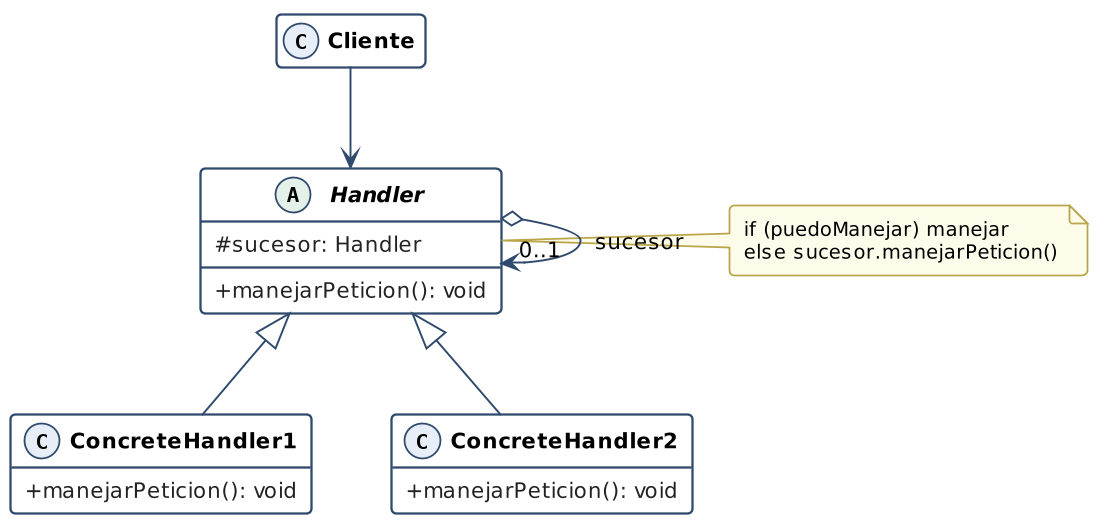 C Cliente
A Handler
#sucesor: Handler
+manejarPeticion(): void
0..1
sucesor
if (puedoManejar) manejar
else sucesor.manejarPeticion()
C ConcreteHandler1
+manejarPeticion(): void
C ConcreteHandler2
+manejarPeticion(): void